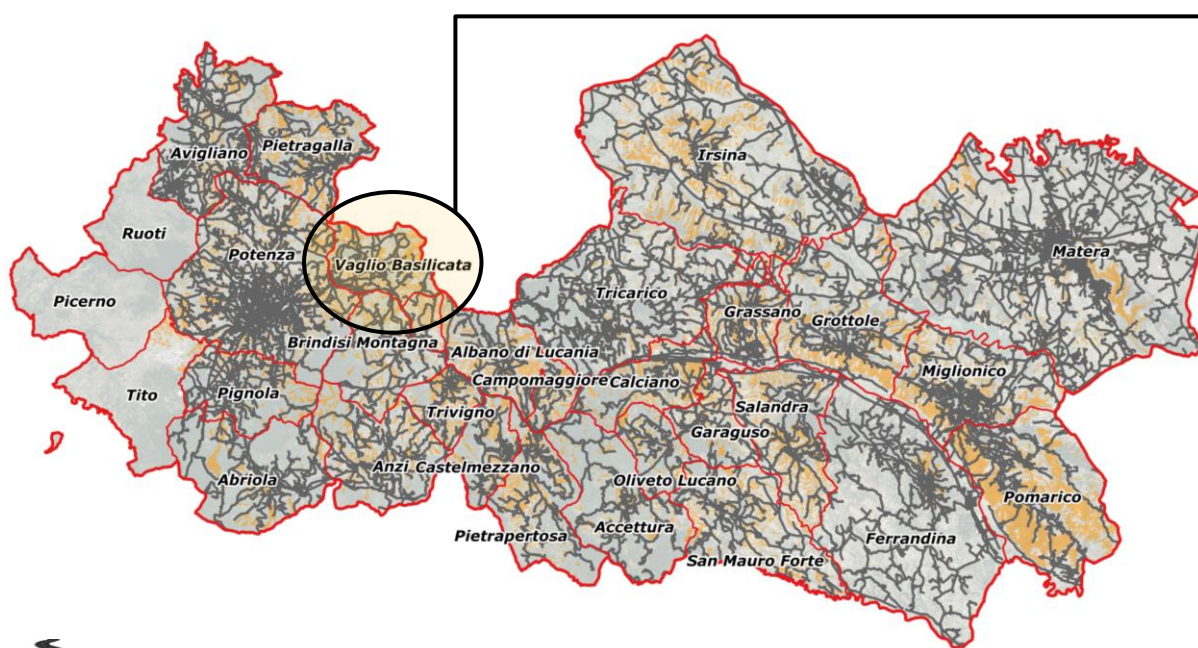 Irsina
Avigliano
Pietragalla
Ruoti
Potenza
Vaglio Basilicata
Matera
Tricarico
Picerno
Grassano
Grottole
Brindisi Montagna
Albano di Lucania
Miglionico
Tito
Pignola
Campomaggiore
Calciano
Trivigno
Salandra
Garaguso
Anzi
Castelmezzano
Abriola
Oliveto Lucano
Pomarico
Pietrapertosa
Accettura
Ferrandina
San Mauro Forte